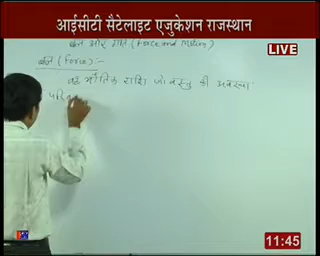 आईसीटी सैटेलाइट एजुकेशन राजस्थान
बल और गति (Force and Motion)
LIVE
बल (Force) :-
वह भौतिक राशि जो वस्तु की अवस्था
11:45